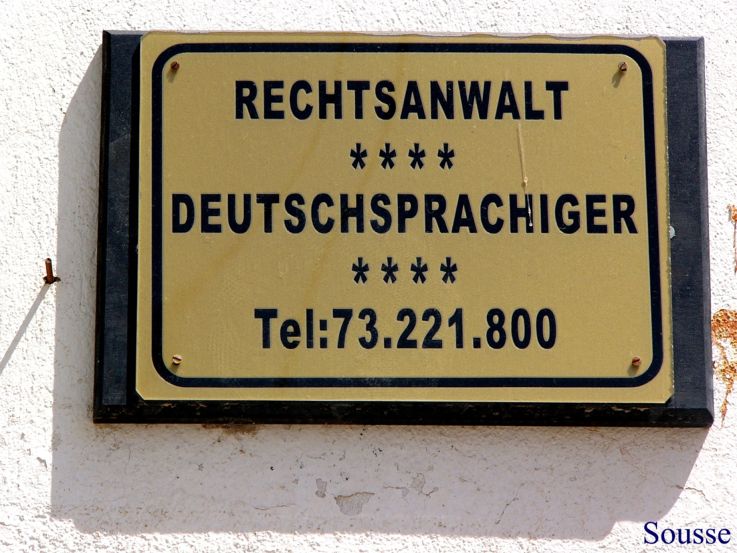 RECHTSANWALT
****
DEUTSCHSPRACHIGER
****
Tel:73.221.800
Sousse